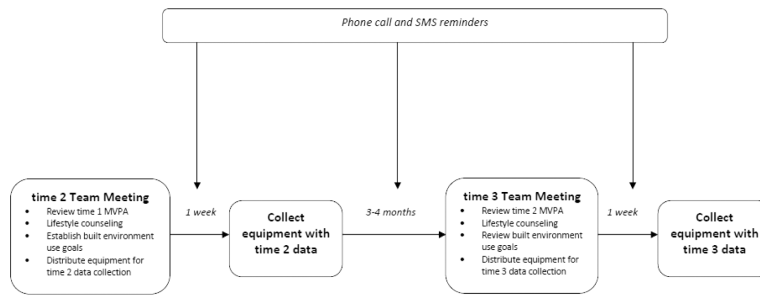 Phone call and SMS reminders
time 2 Team Meeting
• Review time 1 MVPA
• Lifestyle counseling
• Establish built environment
use goals
• Distribute equipment for
time 2 data collection
1 week
Collect
equipment with
time 2 data
3-4 months
time 3 Team Meeting
• Review time 2 MVPA
• Lifestyle counseling
• Review built environment
use goals
• Distribute equipment for
time 3 data collection
1 week
Collect
equipment with
time 3 data